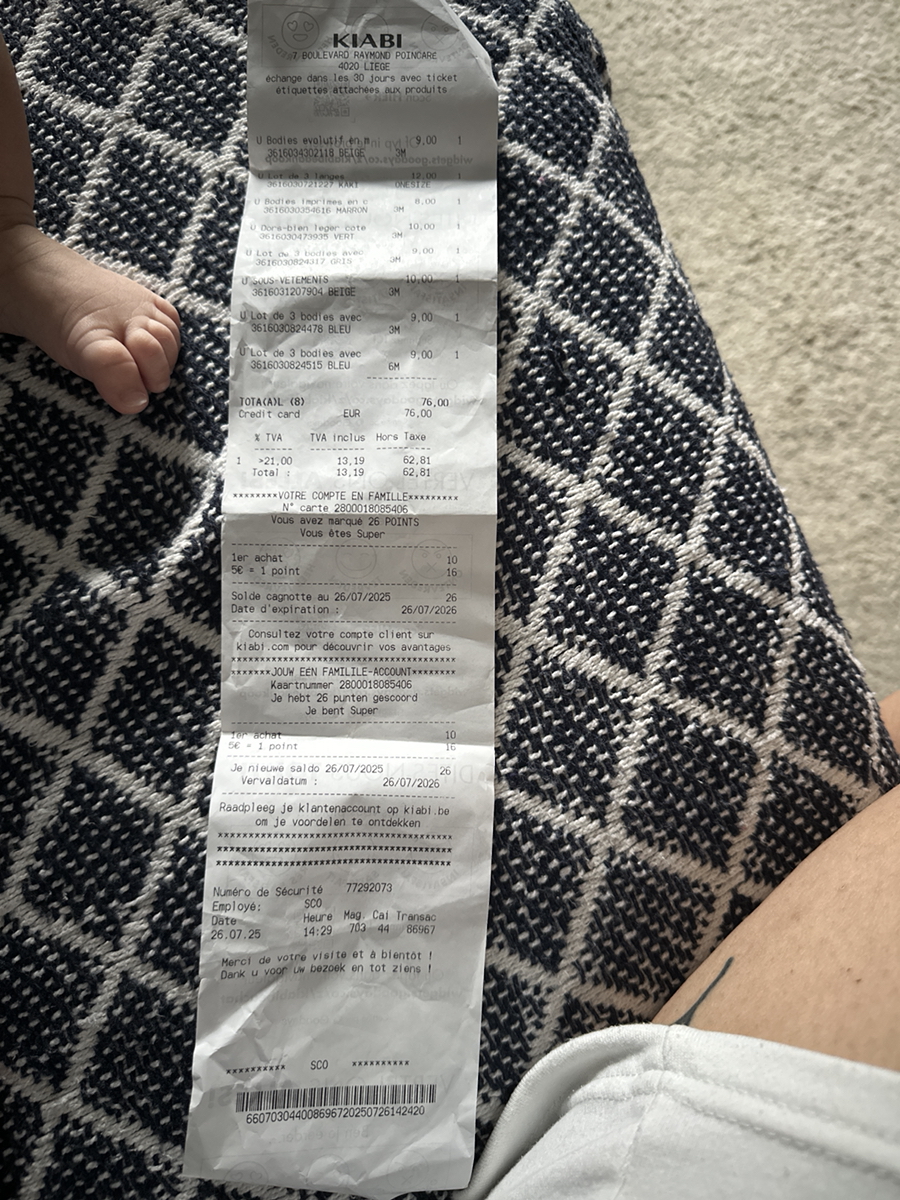 KIABI
7 BOULEVARD RAYMOND POINCARE
4020 LIEGE
échange dans les 30 jours avec ticket
étiquettes attachées aux produits
U Bodies evolutif en m 9,00 1
3616034302118 BEIGE 3M
U Lot de 3 langes 12,00 1
3616030721227 KAKI ONESIZE
U Bodies imprimes en c 8,00 1
3616030354616 MARRON 3M
U Dors-bien leger cote 10,00 1
3616030473935 VERT 3M
U Lot de 3 bodies avec 9,00 1
3616030824317 GRIS 3M
U SOUS-VETEMENTS 10,00 1
3616031207904 BEIGE 3M
U Lot de 3 bodies avec 9,00 1
3616030824478 BLEU 3M
U Lot de 3 bodies avec 9,00 1
3616030824515 BLEU 6M
------------
TOTA(A)L (8) 76,00
Credit card EUR 76,00
% TVA TVA inclus Hors Taxe
1 >21,00 13,19 62,81
Total : 13,19 62,81
********VOTRE COMPTE EN FAMILLE*********
N° carte 2800018085406
Vous avez marqué 26 POINTS
Vous êtes Super
1er achat 10
5€ = 1 point 16
Solde cagnotte au 26/07/2025 26
Date d'expiration : 26/07/2026
Consultez votre compte client sur
kiabi.com pour découvrir vos avantages
****************************************
*******JOUW EEN FAMILILE-ACCOUNT********
Kaartnummer 2800018085406
Je hebt 26 punten gescoord
Je bent Super
1er achat 10
5€ = 1 point 16
Je nieuwe saldo 26/07/2025 26
Vervaldatum : 26/07/2026
Raadpleeg je klantenaccount op kiabi.be
om je voordelen te ontdekken
****************************************
****************************************
****************************************
Numéro de Sécurité 77292073
Employé: SCO
Date Heure Mag. Cai Transac
26.07.25 14:29 703 44 86967
Merci de votre visite et à bientôt !
Dank u voor uw bezoek en tot ziens !
********** SCO **********
660703044008696720250726142420